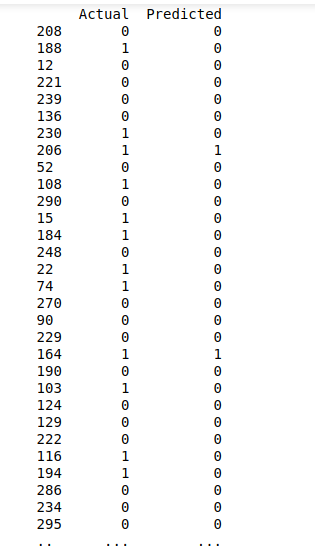 Actual Predicted
208 0 0
188 1 0
12 0 0
221 0 0
239 0 0
136 0 0
230 1 0
206 1 1
52 0 0
108 1 0
290 0 0
15 1 0
184 1 0
248 0 0
22 1 0
74 1 0
270 0 0
90 0 0
229 0 0
164 1 1
190 0 0
103 1 0
124 0 0
129 0 0
222 0 0
116 1 0
194 1 0
286 0 0
234 0 0
295 0 0
.. ... ...